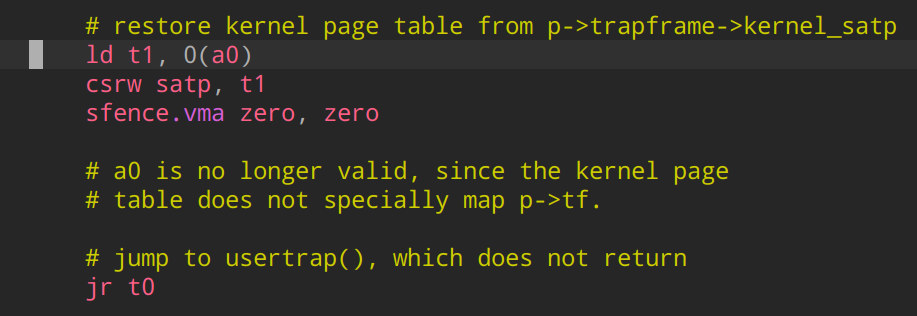 # restore kernel page table from p->trapframe->kernel_satp
ld t1, 0(a0)
csrw satp, t1
sfence.vma zero, zero
# a0 is no longer valid, since the kernel page
# table does not specially map p->tf.
# jump to usertrap(), which does not return
jr t0